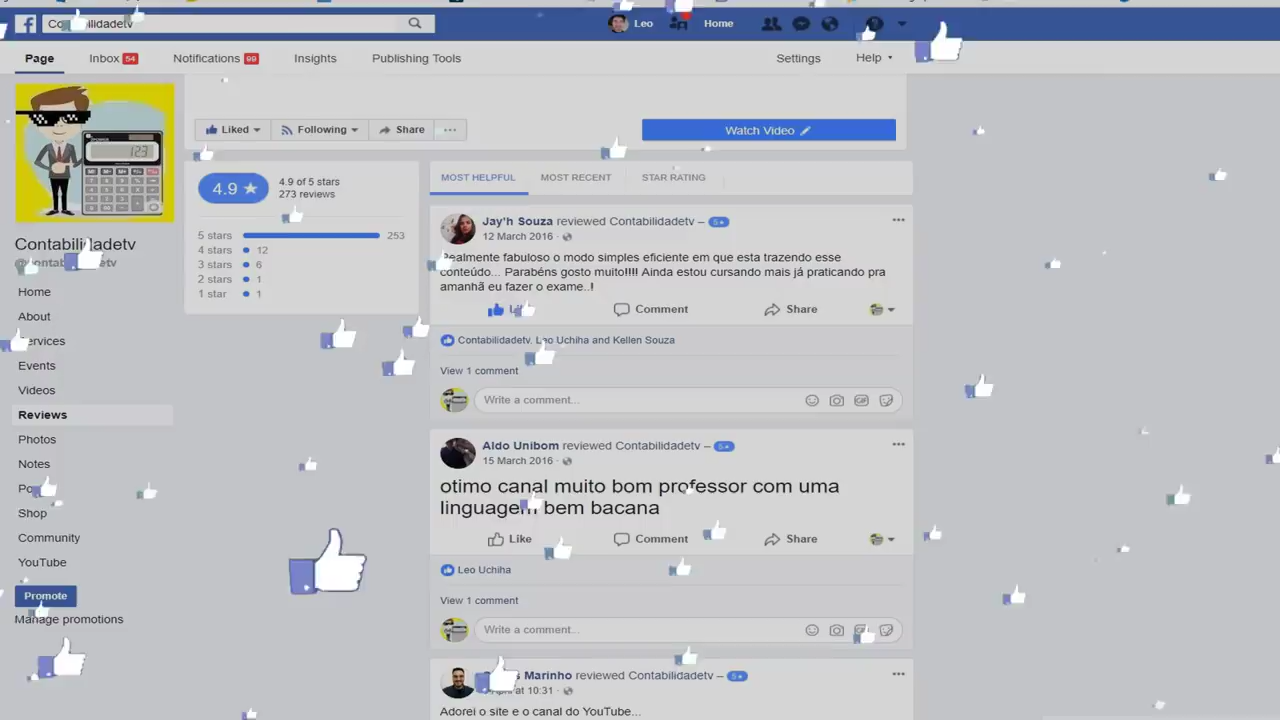 Leo
Home
Page
Inbox 54
Notifications 99
Insights
Publishing Tools
Settings
Help
Liked
Following
Share
Watch Video
123
4.9 ★
4.9 of 5 stars
273 reviews
5 stars 253
4 stars 12
3 stars 6
2 stars 1
1 star 1
MOST HELPFUL
MOST RECENT
STAR RATING
Contabilidadetv
Home
About
Events
Videos
Reviews
Photos
Notes
Shop
Community
YouTube
Promote
Manage promotions
Jay'h Souza reviewed Contabilidadetv – 5★
12 March 2016
Realmente fabuloso o modo simples eficiente em que esta trazendo esse
conteúdo... Parabéns gosto muito!!!! Ainda estou cursando mais já praticando pra
amanhã eu fazer o exame..!
Comment
Share
Contabilidadetv, Leo Uchiha and Kellen Souza
View 1 comment
Write a comment...
Aldo Unibom reviewed Contabilidadetv – 5★
15 March 2016
otimo canal muito bom professor com uma
linguagem bem bacana
Like
Comment
Share
Leo Uchiha
View 1 comment
Write a comment...
Marinho reviewed Contabilidadetv – 5★
at 10:31
Adorei o site e o canal do YouTube...